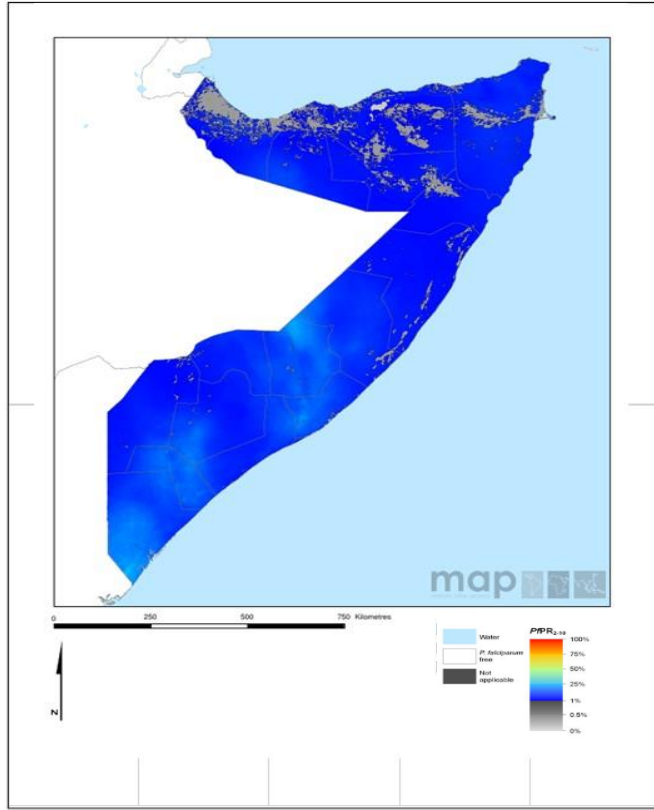 map
0 250 500 750 Kilometres
N
Water
P. falciparum
free
Not
applicable
PfPR2-10
100%
75%
50%
25%
1%
0.5%
0%